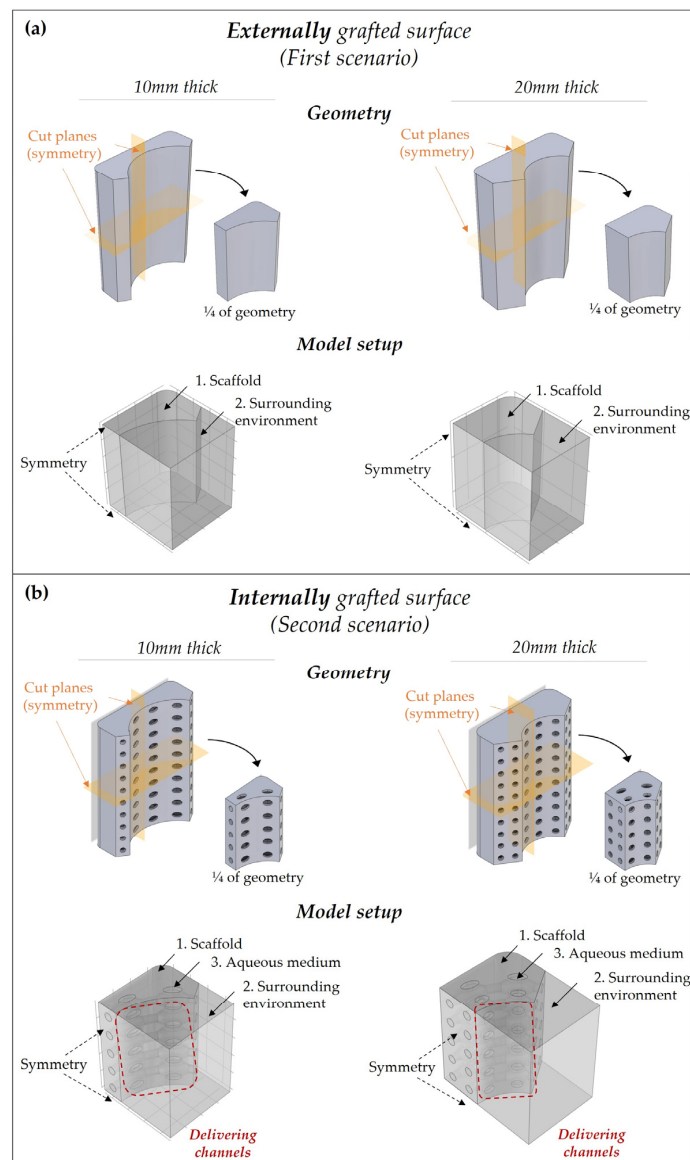 (a)
Externally grafted surface
(First scenario)
10mm thick
20mm thick
Geometry
Cut planes
(symmetry)
Cut planes
(symmetry)
¼ of geometry
¼ of geometry
Model setup
1. Scaffold
2. Surrounding
environment
Symmetry
1. Scaffold
2. Surrounding
environment
Symmetry
(b)
Internally grafted surface
(Second scenario)
10mm thick
20mm thick
Geometry
Cut planes
(symmetry)
Cut planes
(symmetry)
¼ of geometry
¼ of geometry
Model setup
1. Scaffold
3. Aqueous medium
2. Surrounding
environment
Symmetry
Delivering
channels
1. Scaffold
3. Aqueous medium
2. Surrounding
environment
Symmetry
Delivering
channels